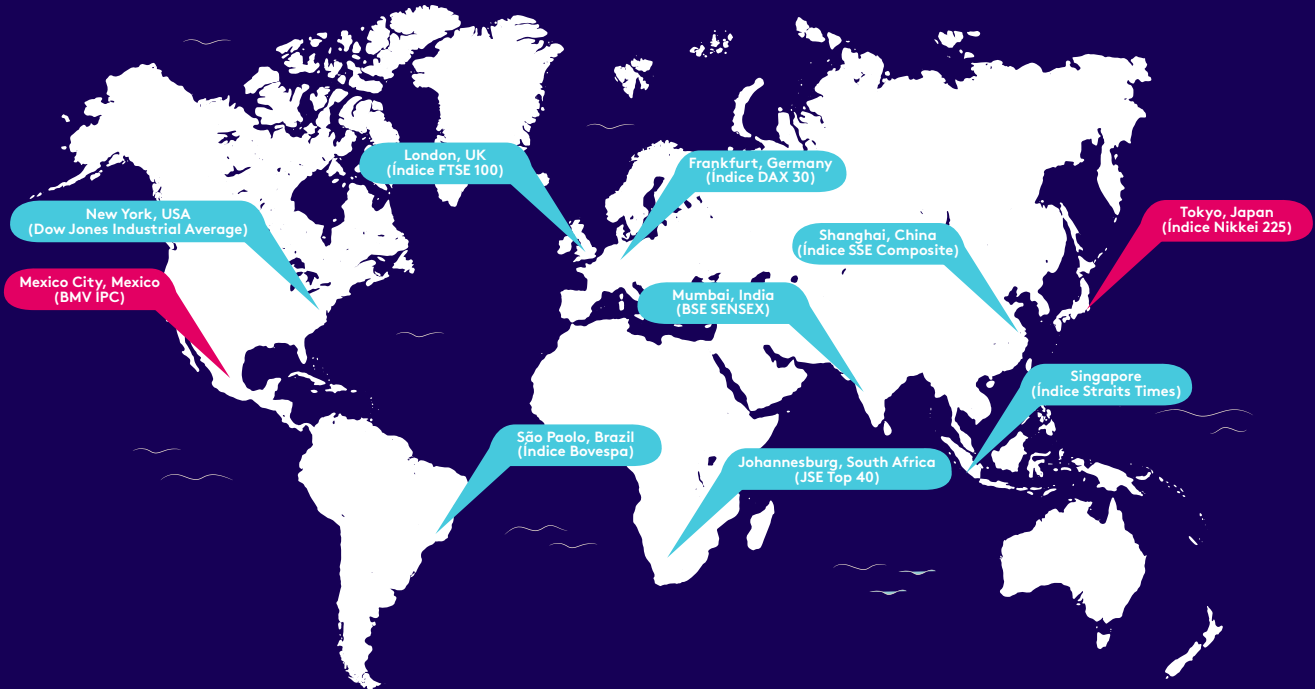 London, UK
(Índice FTSE 100)
Frankfurt, Germany
(Índice DAX 30)
New York, USA
(Dow Jones Industrial Average)
Tokyo, Japan
(Índice Nikkei 225)
Shanghai, China
(Índice SSE Composite)
Mexico City, Mexico
(BMV IPC)
Mumbai, India
(BSE SENSEX)
Singapore
(Índice Straits Times)
São Paolo, Brazil
(Índice Bovespa)
Johannesburg, South Africa
(JSE Top 40)